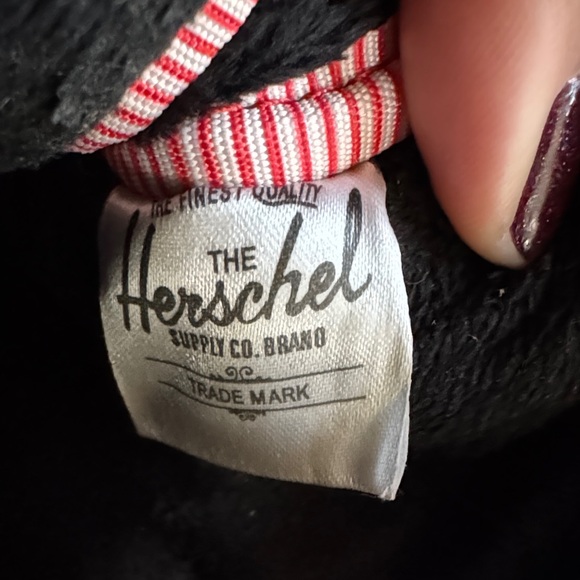 THE FINEST QUALITY
THE
Herschel
SUPPLY CO. BRAND
TRADE MARK